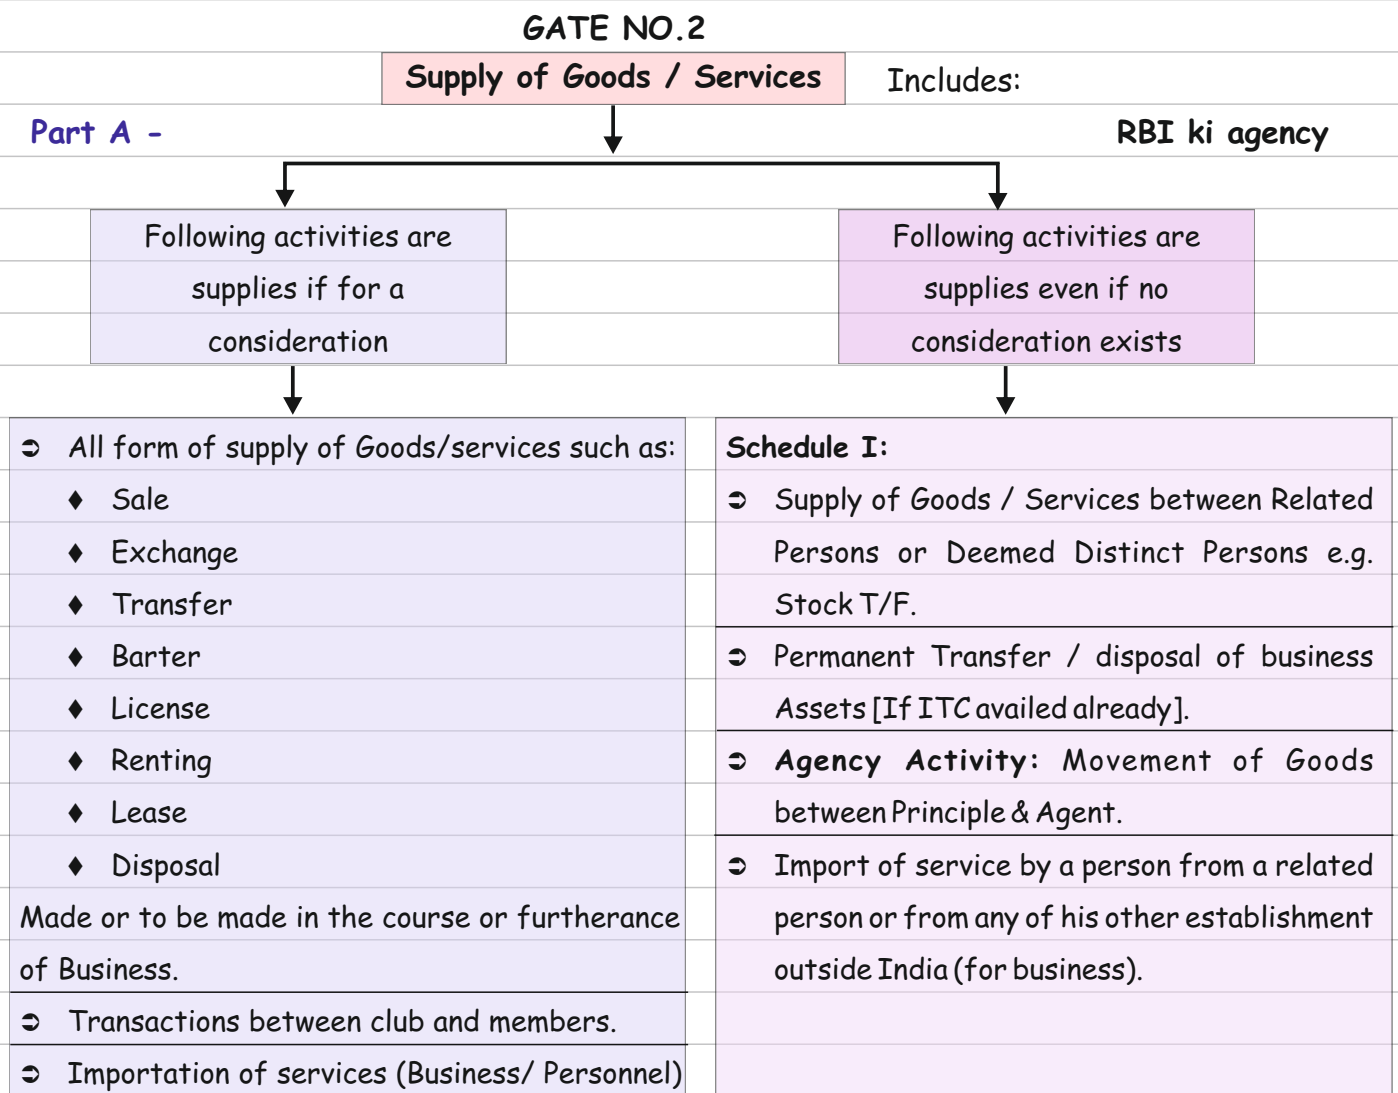 GATE NO.2
Supply of Goods / Services Includes:
Part A -
RBI ki agency
Following activities are
supplies if for a
consideration
Following activities are
supplies even if no
consideration exists
➲ All form of supply of Goods/services such as:
♦ Sale
♦ Exchange
♦ Transfer
♦ Barter
♦ License
♦ Renting
♦ Lease
♦ Disposal
Made or to be made in the course or furtherance
of Business.
➲ Transactions between club and members.
➲ Importation of services (Business/ Personnel)
Schedule I:
➲ Supply of Goods / Services between Related
Persons or Deemed Distinct Persons e.g.
Stock T/F.
➲ Permanent Transfer / disposal of business
Assets [If ITC availed already].
➲ Agency Activity: Movement of Goods
between Principle & Agent.
➲ Import of service by a person from a related
person or from any of his other establishment
outside India (for business).